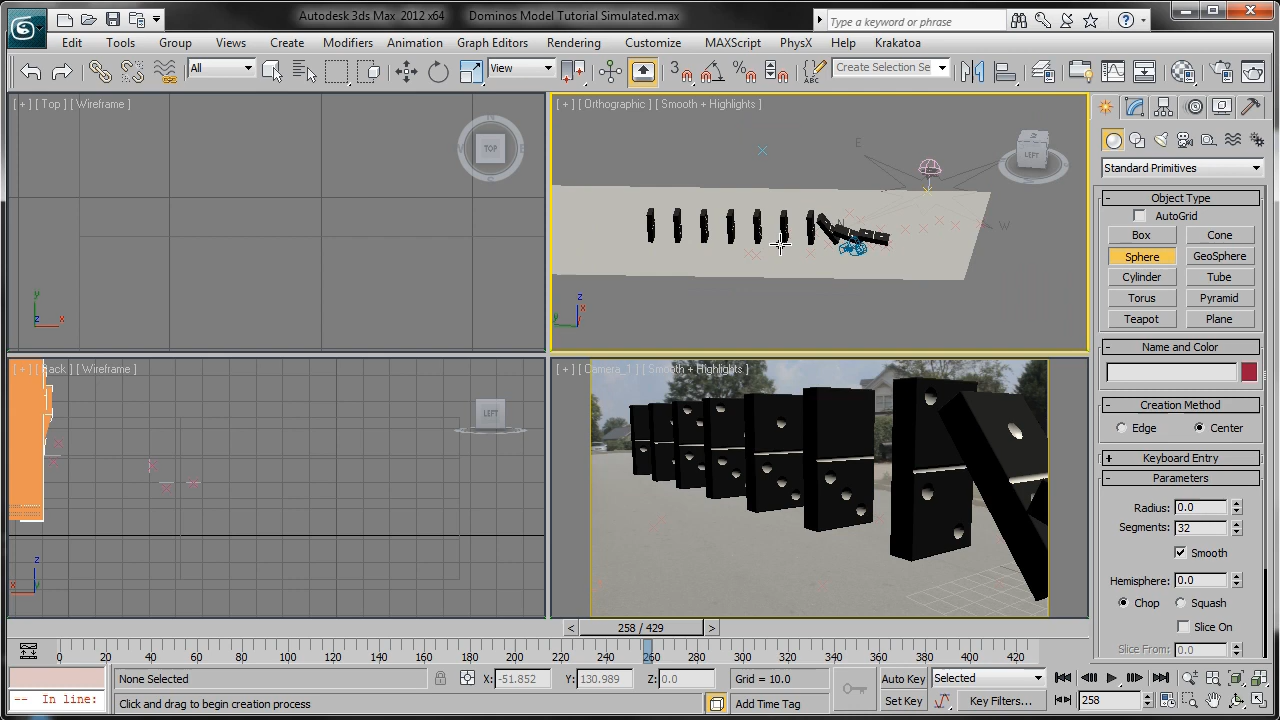 Autodesk 3ds Max 2012 x64 Dominos Model Tutorial Simulated.max
Type a keyword or phrase
Edit Tools Group Views Create Modifiers Animation Graph Editors Rendering Customize MAXScript PhysX Help Krakatoa
All View 3 Create Selection Se
[ + ] [ Top ] [ Wireframe ]
TOP
y
z x
[ + ] [ Orthographic ] [ Smooth + Highlights ]
E
LEFT
N W
z
x
y
[ + ] [ Back ] [ Wireframe ]
LEFT
z
x
[ + ] [ Camera_1 ] [ Smooth + Highlights ]
Standard Primitives
- Object Type
AutoGrid
Box Cone
Sphere GeoSphere
Cylinder Tube
Torus Pyramid
Teapot Plane
- Name and Color
- Creation Method
Edge Center
+ Keyboard Entry
- Parameters
Radius: 0.0
Segments: 32
Smooth
Hemisphere: 0.0
Chop Squash
Slice On
Slice From: 0.0
< 258 / 429 >
0 20 40 60 80 100 120 140 160 180 200 220 240 260 280 300 320 340 360 380 400 420
None Selected X: -51.852 Y: 130.989 Z: 0.0 Grid = 10.0 Auto Key Selected
-- In line: Click and drag to begin creation process Add Time Tag Set Key Key Filters... 258